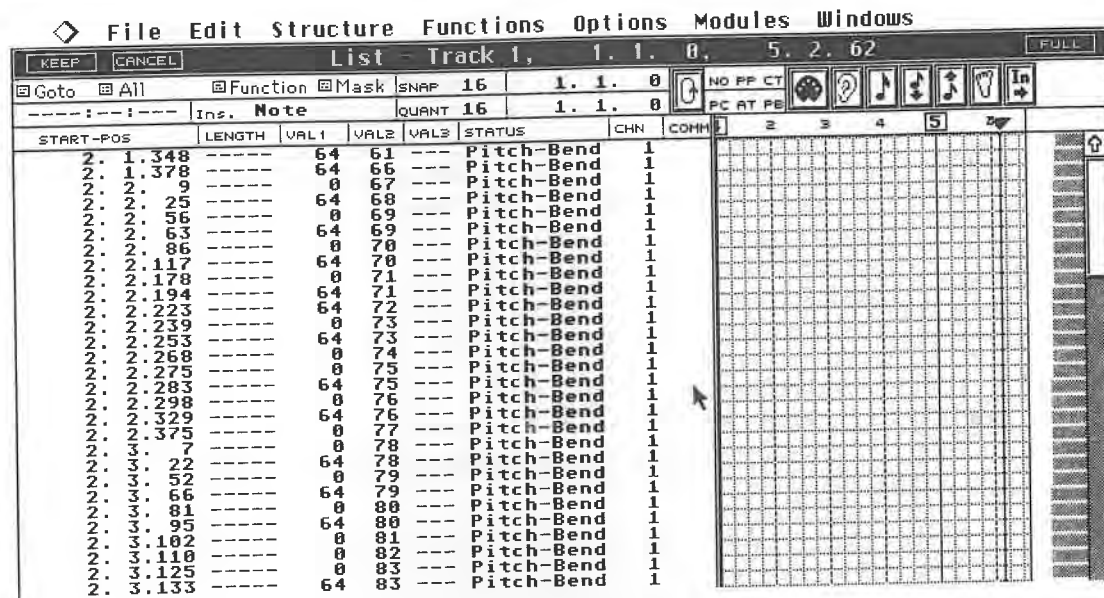 File Edit Structure Functions Options Modules Windows
KEEP CANCEL List - Track 1, 1. 1. 0, 5. 2. 62 FULL
Goto All Function Mask SNAP 16 1. 1. 0 NO PP CT In
----:--:--- Ins. Note QUANT 16 1. 1. 0 PC AT PB
START-POS LENGTH VAL1 VAL2 VAL3 STATUS CHN COMM 1 2 3 4 5
2. 1.348 ----- 64 61 --- Pitch-Bend 1
2. 1.378 ----- 64 66 --- Pitch-Bend 1
2. 2. 9 ----- 0 67 --- Pitch-Bend 1
2. 2. 25 ----- 64 68 --- Pitch-Bend 1
2. 2. 56 ----- 0 69 --- Pitch-Bend 1
2. 2. 63 ----- 64 69 --- Pitch-Bend 1
2. 2. 86 ----- 0 70 --- Pitch-Bend 1
2. 2.117 ----- 64 70 --- Pitch-Bend 1
2. 2.178 ----- 0 71 --- Pitch-Bend 1
2. 2.194 ----- 64 71 --- Pitch-Bend 1
2. 2.223 ----- 64 72 --- Pitch-Bend 1
2. 2.239 ----- 0 73 --- Pitch-Bend 1
2. 2.253 ----- 64 73 --- Pitch-Bend 1
2. 2.268 ----- 0 74 --- Pitch-Bend 1
2. 2.275 ----- 0 75 --- Pitch-Bend 1
2. 2.283 ----- 64 75 --- Pitch-Bend 1
2. 2.298 ----- 0 76 --- Pitch-Bend 1
2. 2.329 ----- 64 76 --- Pitch-Bend 1
2. 2.375 ----- 0 77 --- Pitch-Bend 1
2. 3. 7 ----- 0 78 --- Pitch-Bend 1
2. 3. 22 ----- 64 78 --- Pitch-Bend 1
2. 3. 52 ----- 0 79 --- Pitch-Bend 1
2. 3. 66 ----- 64 79 --- Pitch-Bend 1
2. 3. 81 ----- 0 80 --- Pitch-Bend 1
2. 3. 95 ----- 64 80 --- Pitch-Bend 1
2. 3.102 ----- 0 81 --- Pitch-Bend 1
2. 3.110 ----- 0 82 --- Pitch-Bend 1
2. 3.125 ----- 0 83 --- Pitch-Bend 1
2. 3.133 ----- 64 83 --- Pitch-Bend 1